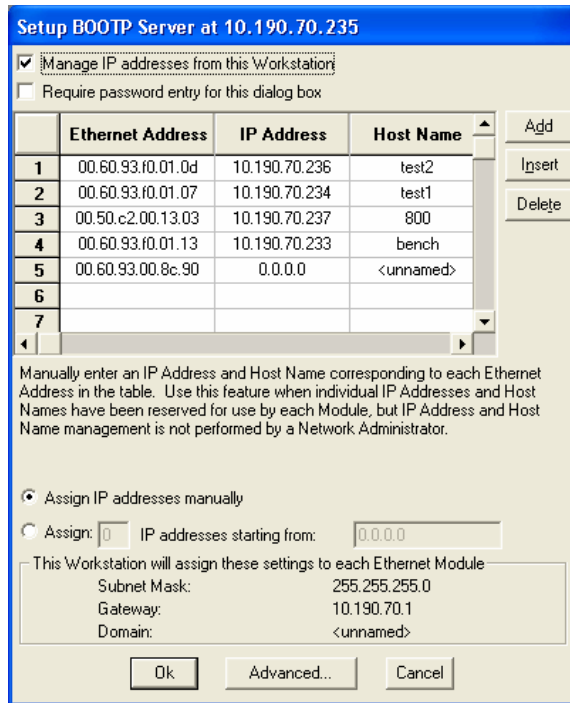 Setup BOOTP Server at 10.190.70.235
Manage IP addresses from this Workstation
Require password entry for this dialog box
Ethernet Address IP Address Host Name
1 00.60.93.f0.01.0d 10.190.70.236 test2
2 00.60.93.f0.01.07 10.190.70.234 test1
3 00.50.c2.00.13.03 10.190.70.237 800
4 00.60.93.f0.01.13 10.190.70.233 bench
5 00.60.93.00.8c.90 0.0.0.0 <unnamed>
6
7
Add
Insert
Delete
Manually enter an IP Address and Host Name corresponding to each Ethernet
Address in the table. Use this feature when individual IP Addresses and Host
Names have been reserved for use by each Module, but IP Address and Host
Name management is not performed by a Network Administrator.
Assign IP addresses manually
Assign: 0 IP addresses starting from: 0.0.0.0
This Workstation will assign these settings to each Ethernet Module
Subnet Mask: 255.255.255.0
Gateway: 10.190.70.1
Domain: <unnamed>
Ok Advanced... Cancel